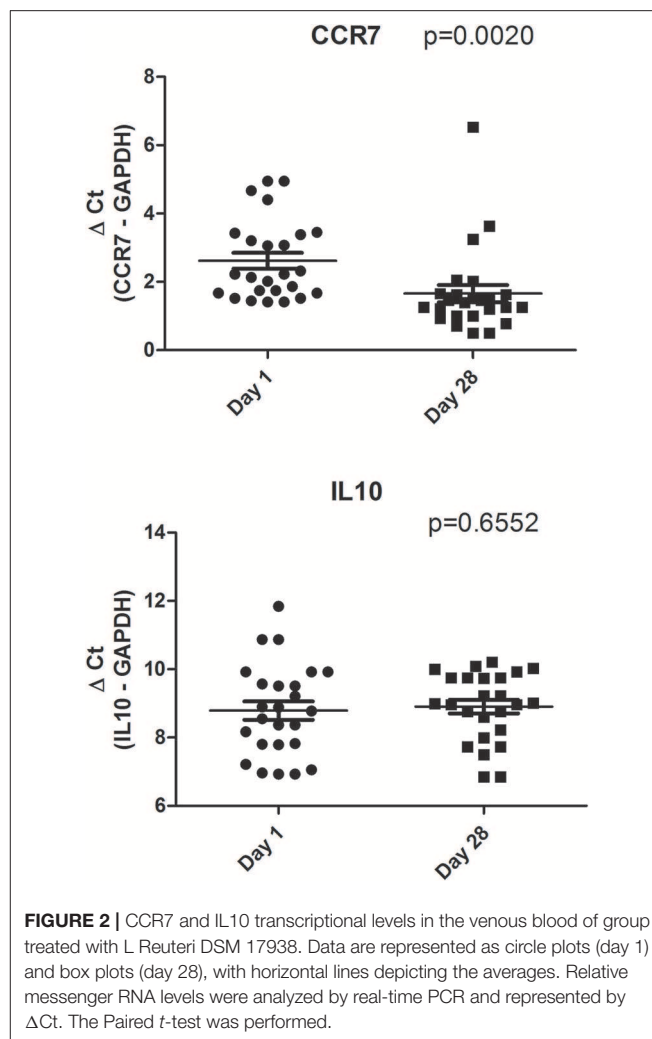 CCR7 p=0.0020
8
6
4
2
0
Δ Ct
(CCR7 - GAPDH)
Day 1
Day 28
IL10
p=0.6552
14
12
10
8
6
Δ Ct
(IL10 - GAPDH)
Day 1
Day 28
FIGURE 2 | CCR7 and IL10 transcriptional levels in the venous blood of group
treated with L Reuteri DSM 17938. Data are represented as circle plots (day 1)
and box plots (day 28), with horizontal lines depicting the averages. Relative
messenger RNA levels were analyzed by real-time PCR and represented by
ΔCt. The Paired t-test was performed.